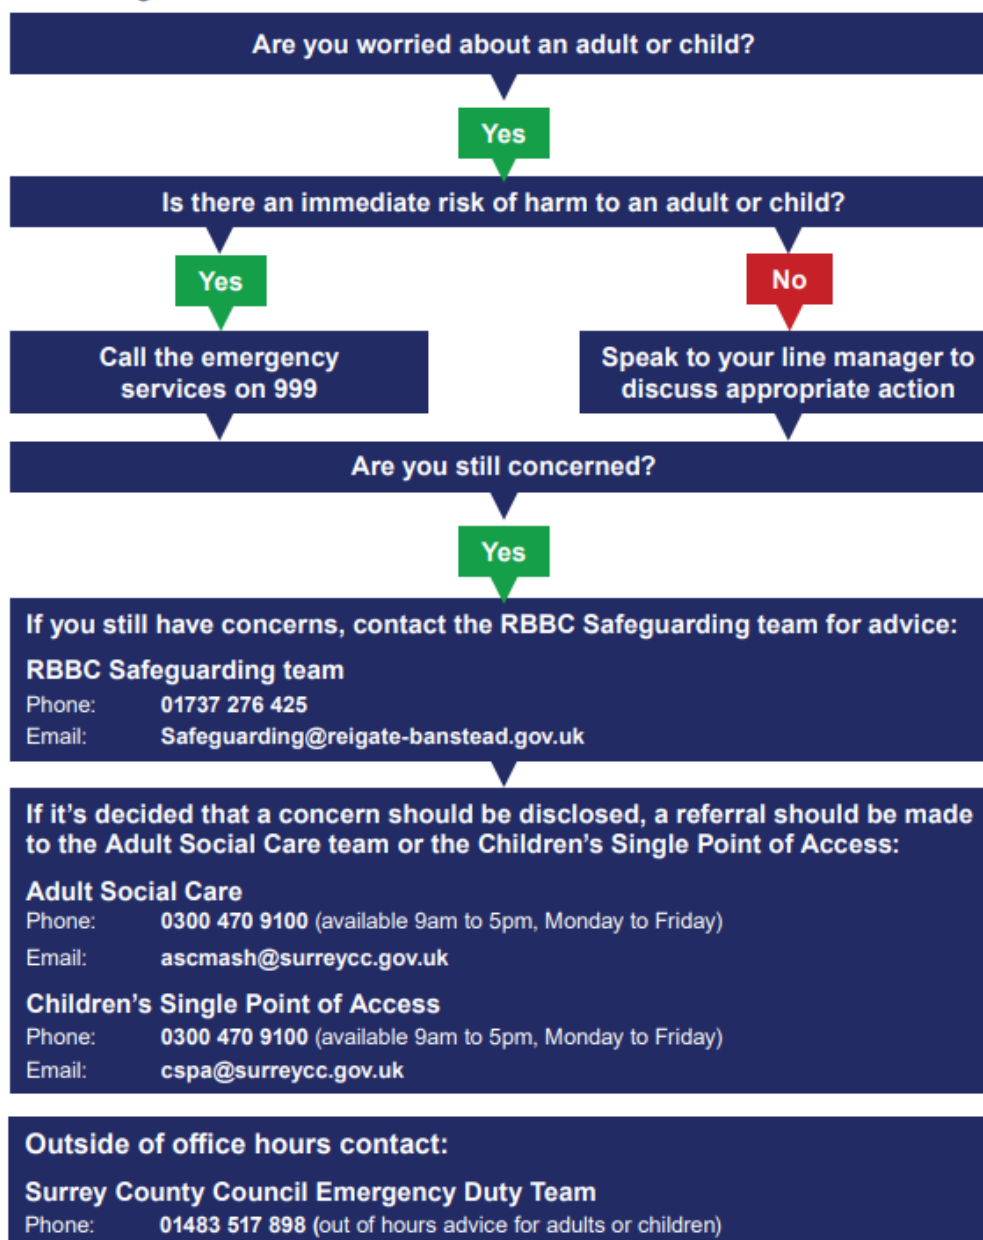 Are you worried about an adult or child?
Yes
Is there an immediate risk of harm to an adult or child?
Yes
No
Call the emergency
services on 999
Speak to your line manager to
discuss appropriate action
Are you still concerned?
Yes
If you still have concerns, contact the RBBC Safeguarding team for advice:
RBBC Safeguarding team
Phone: 01737 276 425
Email: Safeguarding@reigate-banstead.gov.uk
If it's decided that a concern should be disclosed, a referral should be made
to the Adult Social Care team or the Children's Single Point of Access:
Adult Social Care
Phone: 0300 470 9100 (available 9am to 5pm, Monday to Friday)
Email: ascmash@surreycc.gov.uk
Children's Single Point of Access
Phone: 0300 470 9100 (available 9am to 5pm, Monday to Friday)
Email: cspa@surreycc.gov.uk
Outside of office hours contact:
Surrey County Council Emergency Duty Team
Phone: 01483 517 898 (out of hours advice for adults or children)